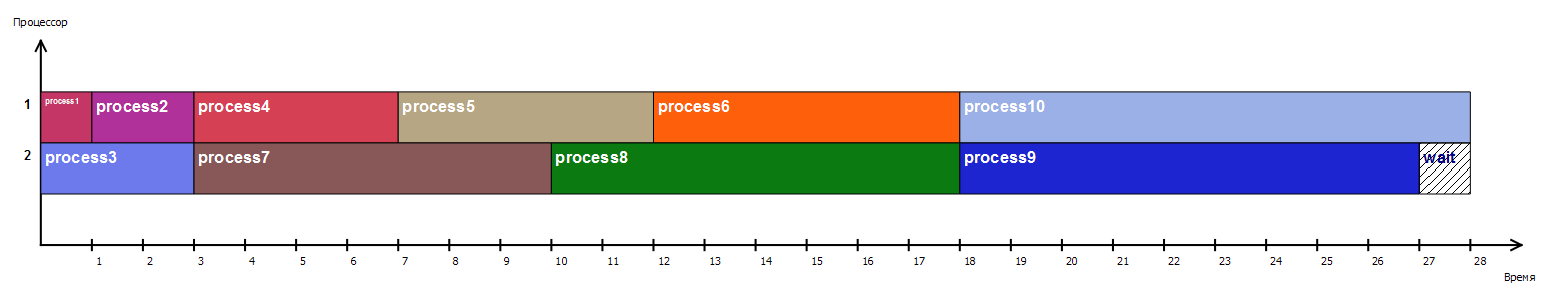 Процессор
1
process1 process2 process4 process5 process6 process10
2
process3 process7 process8 process9 wait
1 2 3 4 5 6 7 8 9 10 11 12 13 14 15 16 17 18 19 20 21 22 23 24 25 26 27 28
Время